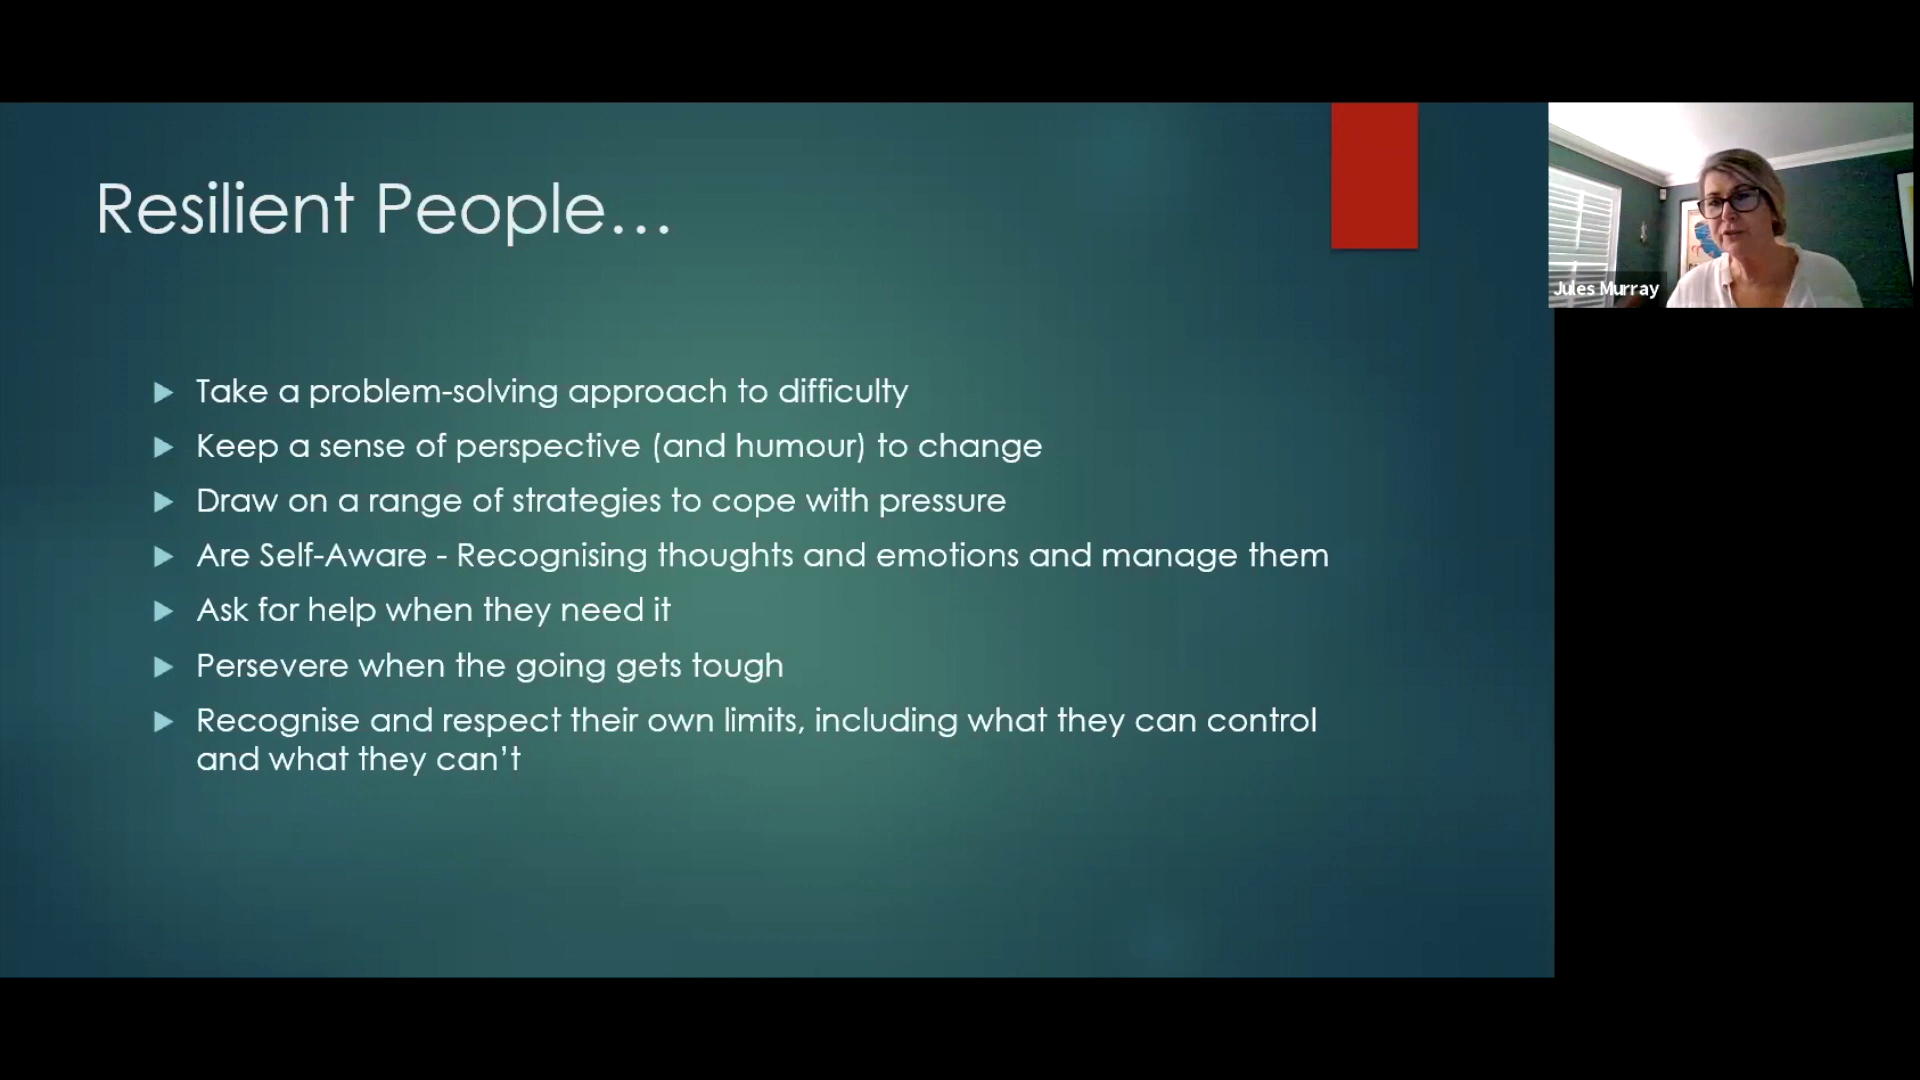 Resilient People…
Take a problem-solving approach to difficulty
Keep a sense of perspective (and humour) to change
Draw on a range of strategies to cope with pressure
Are Self-Aware - Recognising thoughts and emotions and manage them
Ask for help when they need it
Persevere when the going gets tough
Recognise and respect their own limits, including what they can control
and what they can’t
Jules Murray